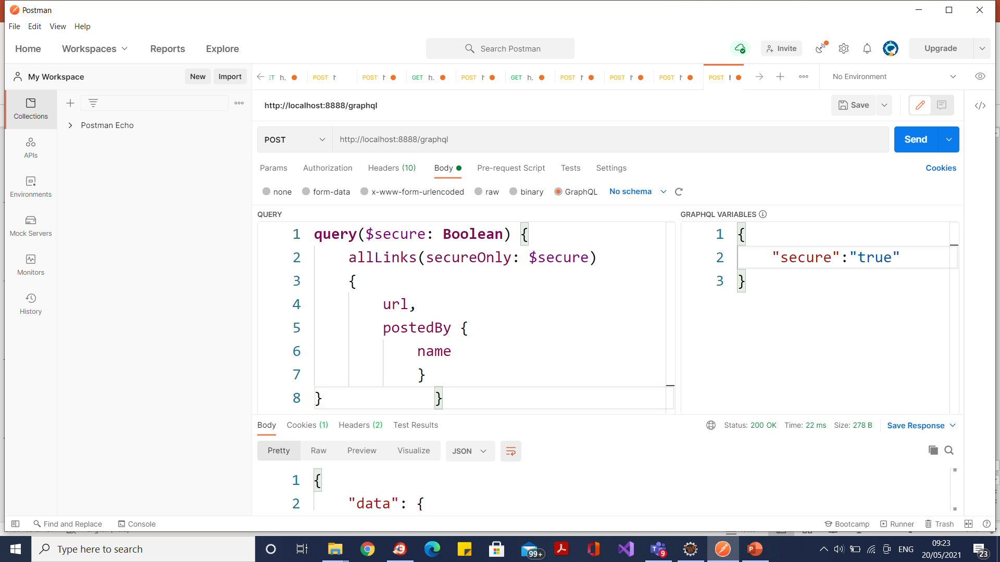 Postman
File Edit View Help
Home Workspaces Reports Explore Search Postman Invite Upgrade
My Workspace New Import ET h. POST POST GET h. POST GET h. POST POST POST POST No Environment
http://localhost:8888/graphql Save
Collections
Postman Echo
APIs
Environments
Mock Servers
Monitors
History
POST http://localhost:8888/graphql Send
Params Authorization Headers (10) Body Pre-request Script Tests Settings Cookies
none form-data x-www-form-urlencoded raw binary GraphQL No schema
QUERY
1 query($secure: Boolean) {
2 allLinks(secureOnly: $secure)
3 {
4 url,
5 postedBy {
6 name
7 }
8 } }
GRAPHQL VARIABLES
1 {
2 "secure":"true"
3 }
Body Cookies (1) Headers (2) Test Results Status: 200 OK Time: 22 ms Size: 278 B Save Response
Pretty Raw Preview Visualize JSON
1 {
2 "data": {
Find and Replace Console Bootcamp Runner Trash
Type here to search 99+ 9 ENG 09:23
20/05/2021 23